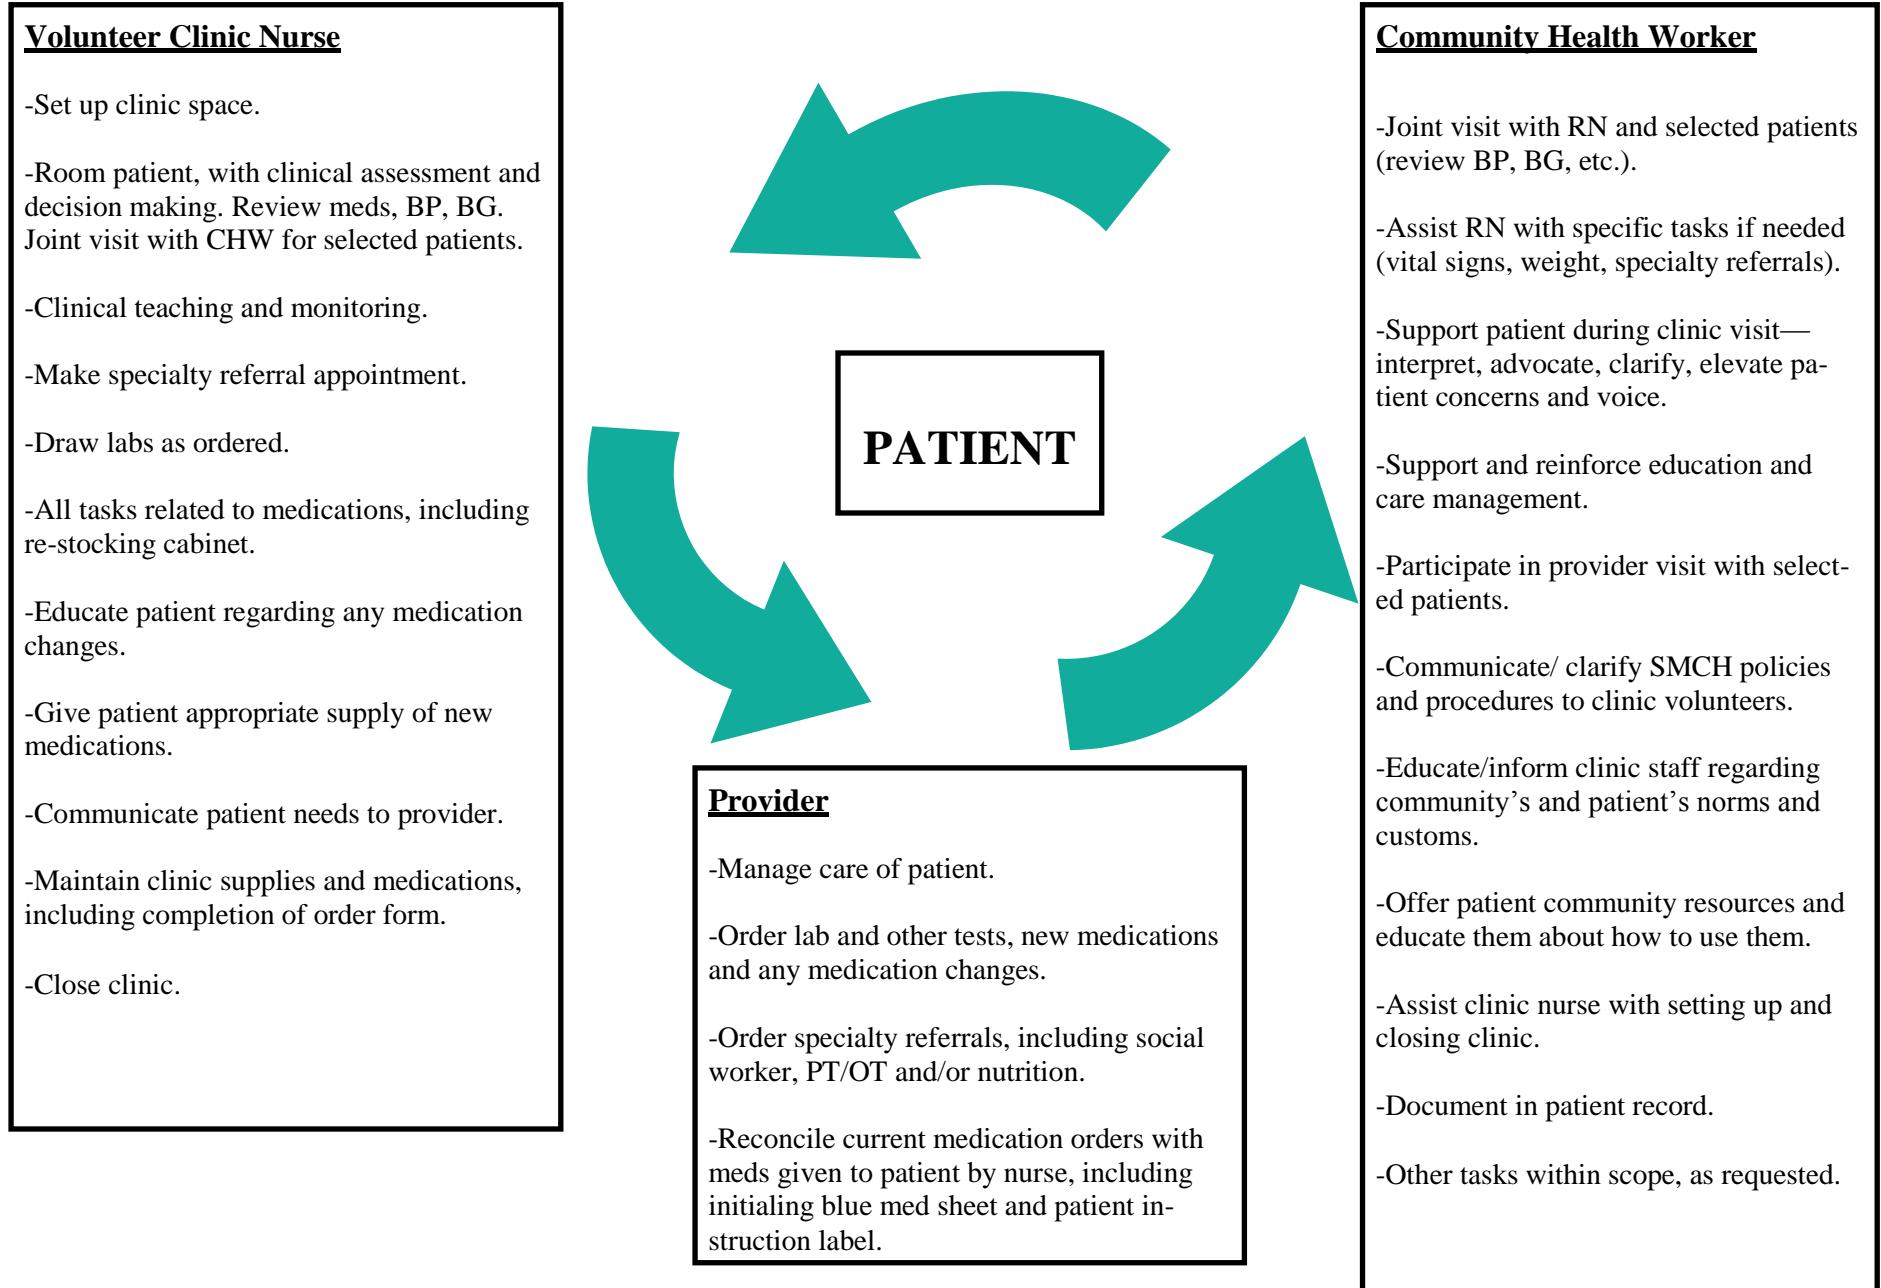 Volunteer Clinic Nurse
-Set up clinic space.
-Room patient, with clinical assessment and
decision making. Review meds, BP, BG.
Joint visit with CHW for selected patients.
-Clinical teaching and monitoring.
-Make specialty referral appointment.
-Draw labs as ordered.
-All tasks related to medications, including
re-stocking cabinet.
-Educate patient regarding any medication
changes.
-Give patient appropriate supply of new
medications.
-Communicate patient needs to provider.
-Maintain clinic supplies and medications,
including completion of order form.
-Close clinic.
PATIENT
Provider
-Manage care of patient.
-Order lab and other tests, new medications
and any medication changes.
-Order specialty referrals, including social
worker, PT/OT and/or nutrition.
-Reconcile current medication orders with
meds given to patient by nurse, including
initialing blue med sheet and patient in-
struction label.
Community Health Worker
-Joint visit with RN and selected patients
(review BP, BG, etc.).
-Assist RN with specific tasks if needed
(vital signs, weight, specialty referrals).
-Support patient during clinic visit—
interpret, advocate, clarify, elevate pa-
tient concerns and voice.
-Support and reinforce education and
care management.
-Participate in provider visit with select-
ed patients.
-Communicate/ clarify SMCH policies
and procedures to clinic volunteers.
-Educate/inform clinic staff regarding
community’s and patient’s norms and
customs.
-Offer patient community resources and
educate them about how to use them.
-Assist clinic nurse with setting up and
closing clinic.
-Document in patient record.
-Other tasks within scope, as requested.